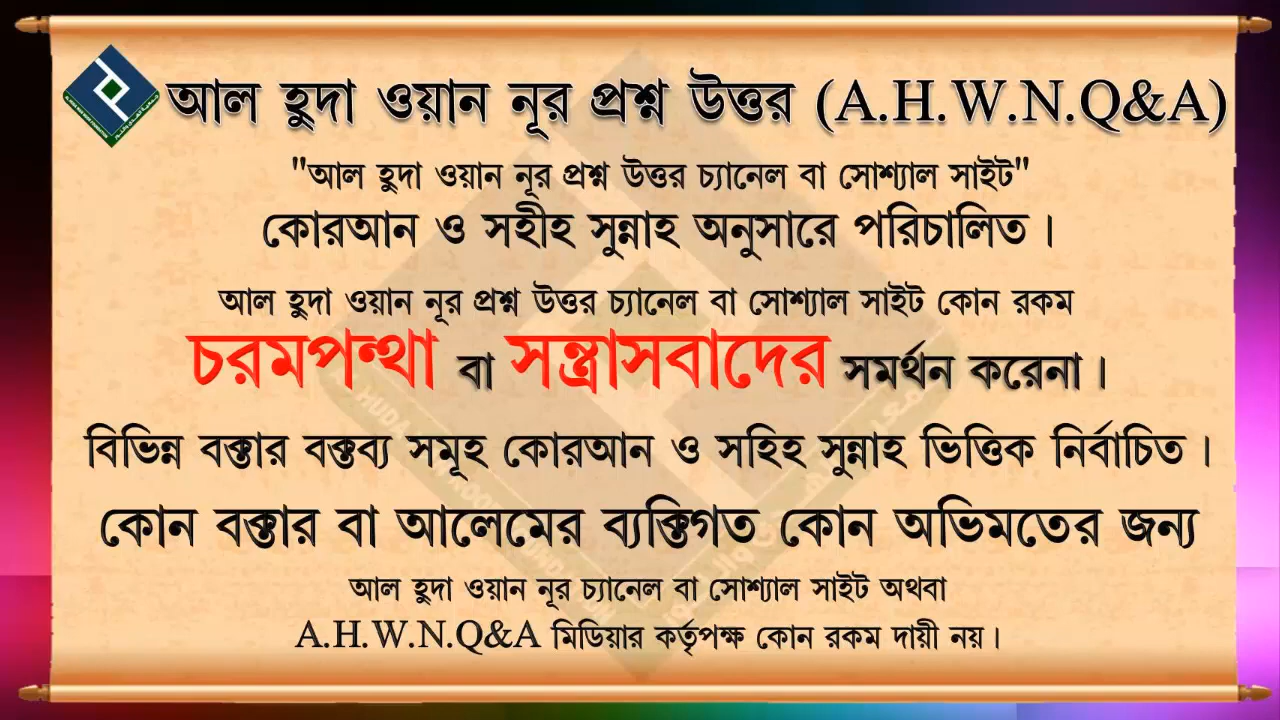 আল হুদা ওয়ান নূর প্রশ্ন উত্তর (A.H.W.N.Q&A)
"আল হুদা ওয়ান নূর প্রশ্ন উত্তর চ্যানেল বা সোশ্যাল সাইট"
কোরআন ও সহীহ সুন্নাহ অনুসারে পরিচালিত।
আল হুদা ওয়ান নূর প্রশ্ন উত্তর চ্যানেল বা সোশ্যাল সাইট কোন রকম
চরমপন্থা বা সন্ত্রাসবাদের সমর্থন করেনা।
বিভিন্ন বক্তার বক্তব্য সমূহ কোরআন ও সহিহ সুন্নাহ ভিত্তিক নির্বাচিত।
কোন বক্তার বা আলেমের ব্যক্তিগত কোন অভিমতের জন্য
আল হুদা ওয়ান নূর চ্যানেল বা সোশ্যাল সাইট অথবা
A.H.W.N.Q&A মিডিয়ার কর্তৃপক্ষ কোন রকম দায়ী নয়।